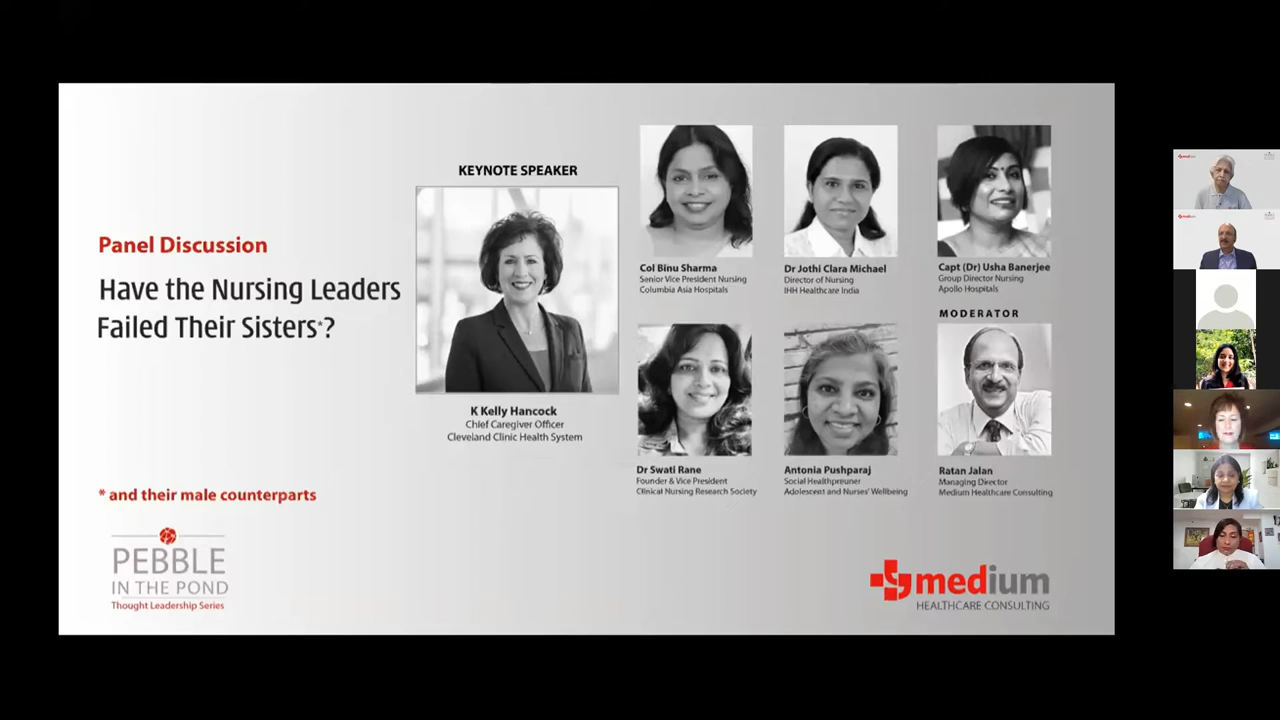 Panel Discussion
Have the Nursing Leaders
Failed Their Sisters*?
* and their male counterparts
PEBBLE
IN THE POND
Thought Leadership Series
KEYNOTE SPEAKER
K Kelly Hancock
Chief Caregiver Officer
Cleveland Clinic Health System
Col Binu Sharma
Senior Vice President Nursing
Columbia Asia Hospitals
Dr Jothi Clara Michael
Director of Nursing
IHH Healthcare India
Capt (Dr) Usha Banerjee
Group Director Nursing
Apollo Hospitals
Dr Swati Rane
Founder & Vice President
Clinical Nursing Research Society
Antonia Pushparaj
Social Healthpreuner
Adolescent and Nurses' Wellbeing
MODERATOR
Ratan Jalan
Managing Director
Medium Healthcare Consulting
medium
HEALTHCARE CONSULTING